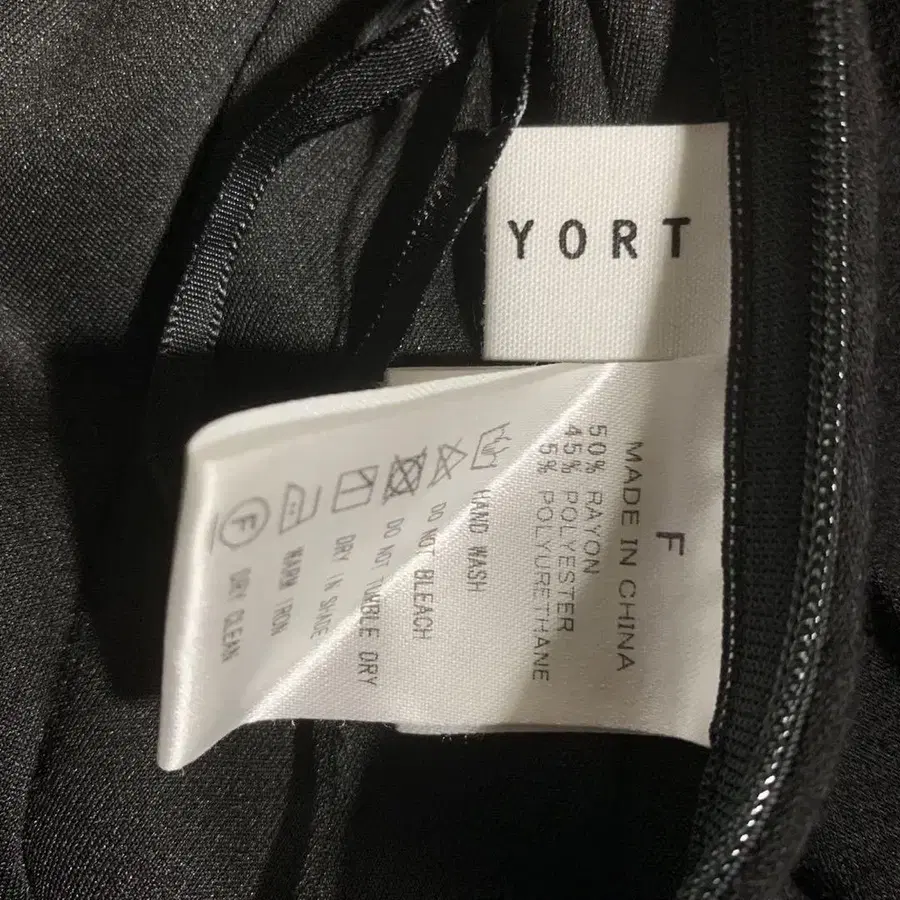 YORT
F
MADE IN CHINA
50% RAYON
45% POLYESTER
5% POLYURETHANE
HAND WASH
DO NOT BLEACH
DO NOT TUMBLE DRY
DRY IN SHADE
WARM IRON
F
DRY CLEAN